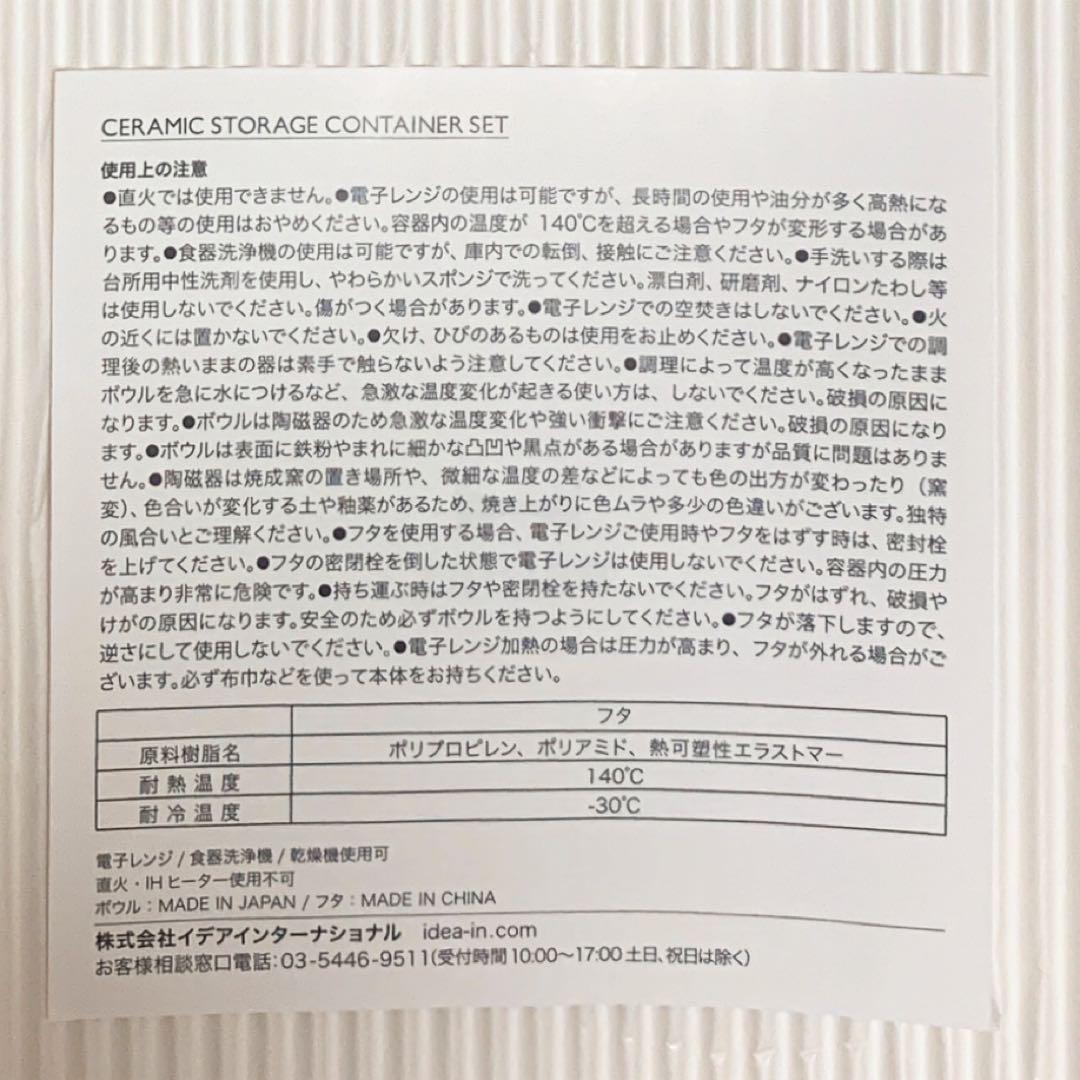 CERAMIC STORAGE CONTAINER SET
使用上の注意
●直火では使用できません。●電子レンジの使用は可能ですが、長時間の使用や油分が多く高熱にな
るもの等の使用はおやめください。容器内の温度が 140℃を超える場合やフタが変形する場合があ
ります。●食器洗浄機の使用は可能ですが、庫内での転倒、接触にご注意ください。●手洗いする際は
台所用中性洗剤を使用し、やわらかいスポンジで洗ってください。漂白剤、研磨剤、ナイロンたわし等
は使用しないでください。傷がつく場合があります。●電子レンジでの空焚きはしないでください。●火
の近くには置かないでください。●欠け、ひびのあるものは使用をお止めください。●電子レンジでの調
理後の熱いままの器は素手で触らないよう注意してください。●調理によって温度が高くなったまま
ボウルを急に水につけるなど、急激な温度変化が起きる使い方は、しないでください。破損の原因に
なります。●ボウルは陶磁器のため急激な温度変化や強い衝撃にご注意ください。破損の原因になり
ます。●ボウルは表面に鉄粉やまれに細かな凸凹や黒点がある場合がありますが品質に問題はありま
せん。●陶磁器は焼成窯の置き場所や、微細な温度の差などによっても色の出方が変わったり（窯
変）、色合いが変化する土や釉薬があるため、焼き上がりに色ムラや多少の色違いがございます。独特
の風合いとご理解ください。●フタを使用する場合、電子レンジご使用時やフタをはずす時は、密封栓
を上げてください。●フタの密閉栓を倒した状態で電子レンジは使用しないでください。容器内の圧力
が高まり非常に危険です。●持ち運ぶ時はフタや密閉栓を持たないでください。フタがはずれ、破損や
けがの原因になります。安全のため必ずボウルを持つようにしてください。●フタが落下しますので、
逆さにして使用しないでください。●電子レンジ加熱の場合は圧力が高まり、フタが外れる場合がご
ざいます。必ず布巾などを使って本体をお持ちください。
フタ
原料樹脂名 ポリプロピレン、ポリアミド、熱可塑性エラストマー
耐熱温度 140℃
耐冷温度 -30℃
電子レンジ / 食器洗浄機 / 乾燥機使用可
直火・IHヒーター使用不可
ボウル：MADE IN JAPAN / フタ：MADE IN CHINA
株式会社イデアインターナショナル idea-in.com
お客様相談窓口電話:03-5446-9511(受付時間10:00〜17:00 土日、祝日は除く)